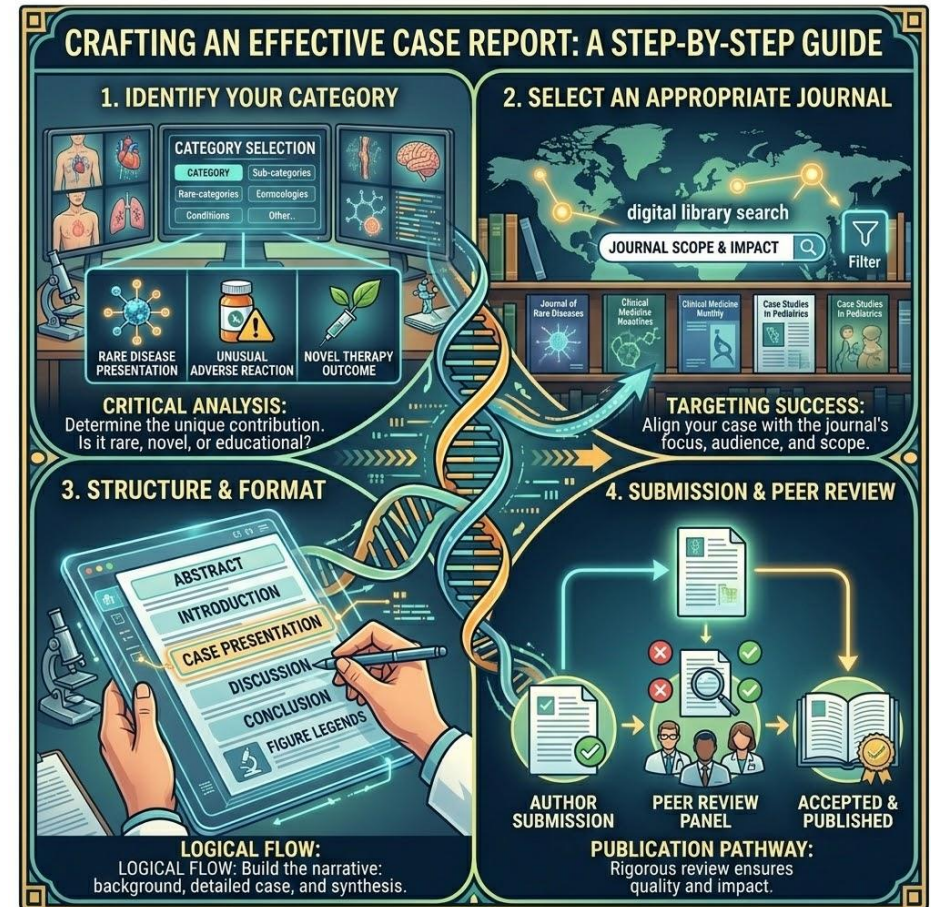 CRAFTING AN EFFECTIVE CASE REPORT: A STEP-BY-STEP GUIDE
1. IDENTIFY YOUR CATEGORY
CATEGORY SELECTION
CATEGORY
Sub-categories
Rare-categories
Eormcologies
Conditions
Other..
RARE DISEASE
PRESENTATION
UNUSUAL
ADVERSE REACTION
NOVEL THERAPY
OUTCOME
CRITICAL ANALYSIS:
Determine the unique contribution.
Is it rare, novel, or educational?
2. SELECT AN APPROPRIATE JOURNAL
digital library search
JOURNAL SCOPE & IMPACT
Filter
Journal of
Rare Diseases
Clinical
Medicine
Clinical Medicine
Case Studies
In Pediatrics
Case Studies
In Pediatrics
TARGETING SUCCESS:
Align your case with the journal's
focus, audience, and scope.
3. STRUCTURE & FORMAT
ABSTRACT
INTRODUCTION
CASE PRESENTATION
DISCUSSION
CONCLUSION
FIGURE LEGENDS
LOGICAL FLOW:
LOGICAL FLOW: Build the narrative:
background, detailed case, and synthesis.
4. SUBMISSION & PEER REVIEW
AUTHOR
SUBMISSION
PEER REVIEW
PANEL
ACCEPTED &
PUBLISHED
PUBLICATION PATHWAY:
Rigorous review ensures
quality and impact.